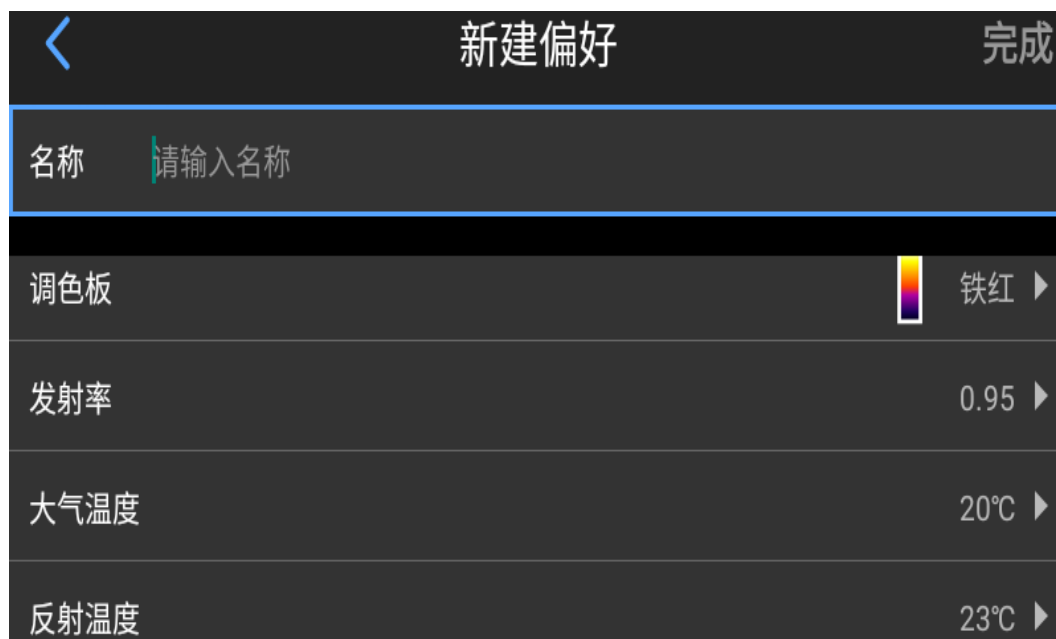 新建偏好 完成
名称 请输入名称
调色板 铁红
发射率 0.95
大气温度 20℃
反射温度 23℃